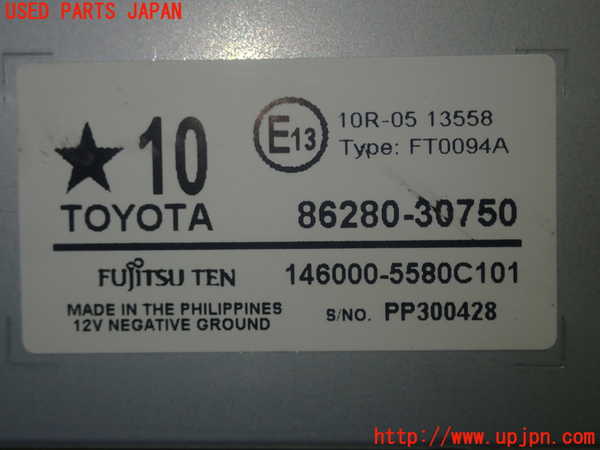 USED PARTS JAPAN
★10
E13
10R-05 13558
Type: FT0094A
TOYOTA
86280-30750
FUJITSU TEN
146000-5580C101
MADE IN THE PHILIPPINES
12V NEGATIVE GROUND
S/NO. PP300428
http://www.upjpn.com/